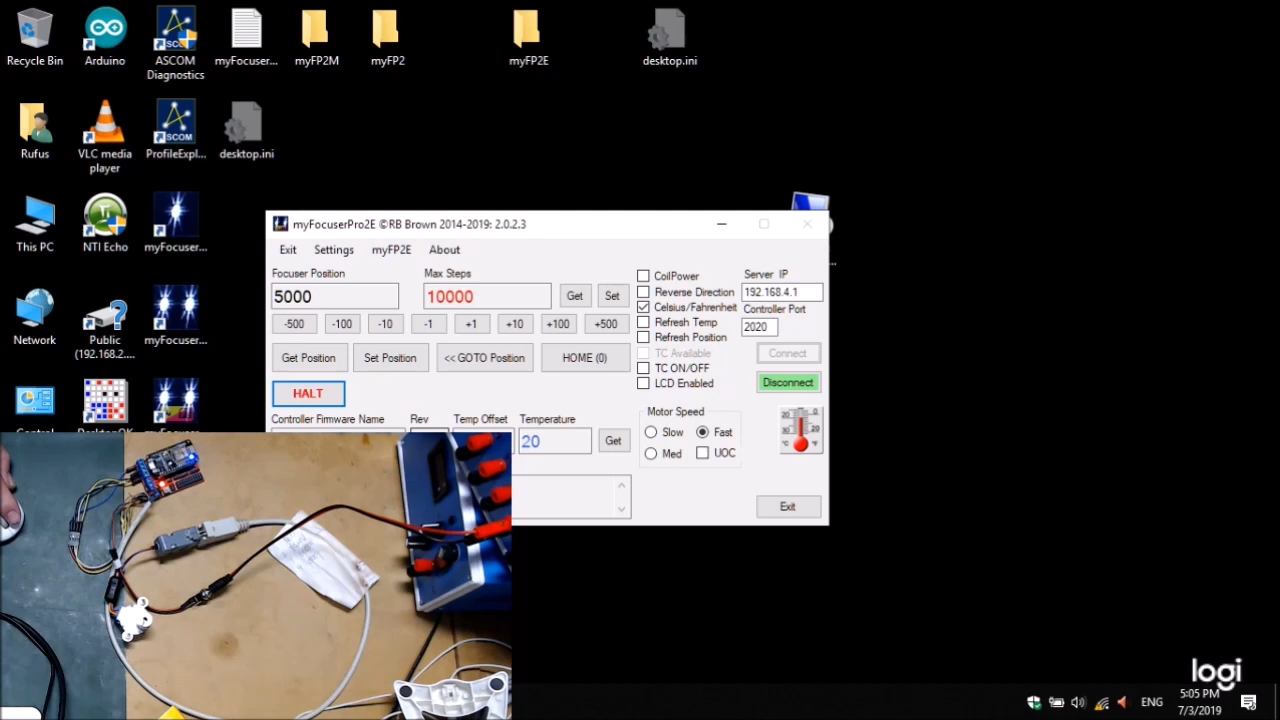 Recycle Bin
Arduino
ASCOM
Diagnostics
myFocuser...
myFP2M
myFP2
myFP2E
desktop.ini
Rufus
VLC media
player
ProfileExpl...
desktop.ini
This PC
NTI Echo
myFocuser...
Network
Public
(192.168.2....
myFocuser...
myFocuserPro2E ©RB Brown 2014-2019: 2.0.2.3
Exit Settings myFP2E About
Focuser Position
Max Steps
5000
10000
Get
Set
-500 -100 -10 -1 +1 +10 +100 +500
Get Position
Set Position
<< GOTO Position
HOME (0)
HALT
Controller Firmware Name
Rev
Temp Offset
Temperature
20
Get
CoilPower
Reverse Direction
Celsius/Fahrenheit
Refresh Temp
Refresh Position
TC Available
TC ON/OFF
LCD Enabled
Server IP
192.168.4.1
Controller Port
2020
Connect
Disconnect
Motor Speed
Slow
Fast
Med
UOC
Exit
logi
ENG
5:05 PM
7/3/2019